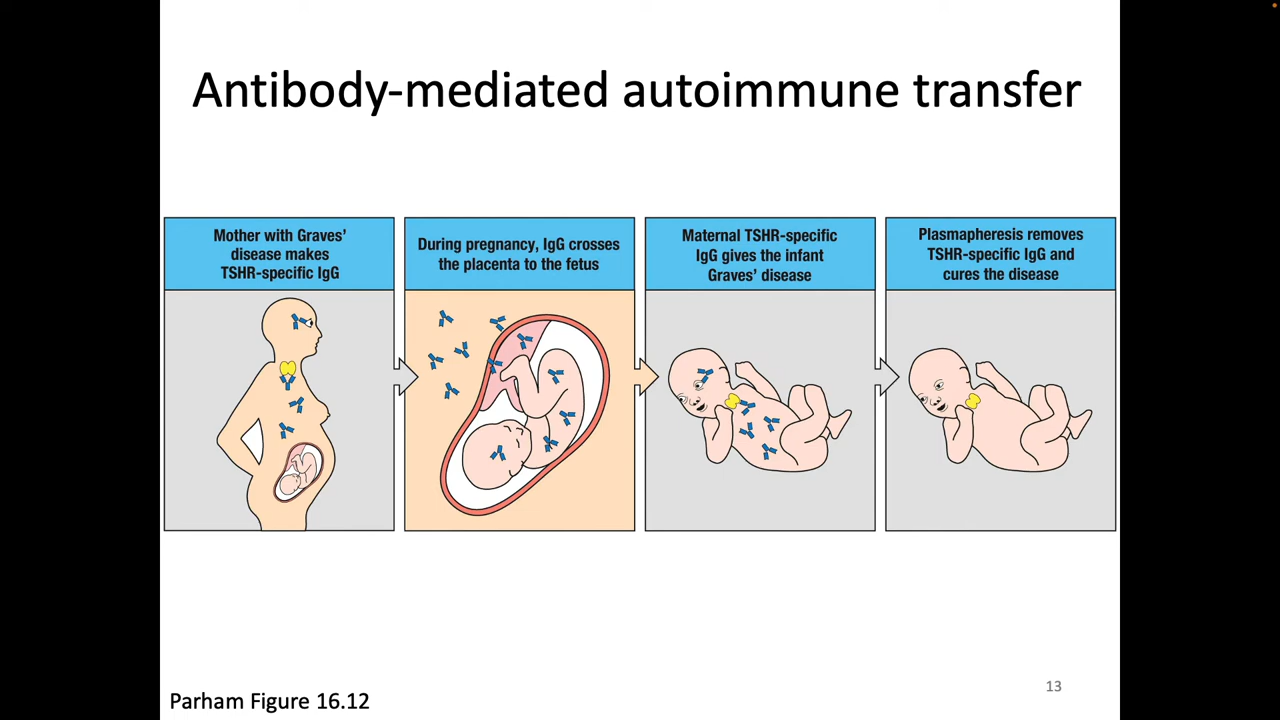 Antibody-mediated autoimmune transfer
Mother with Graves’
disease makes
TSHR-specific IgG
During pregnancy, IgG crosses
the placenta to the fetus
Maternal TSHR-specific
IgG gives the infant
Graves’ disease
Plasmapheresis removes
TSHR-specific IgG and
cures the disease
13
Parham Figure 16.12